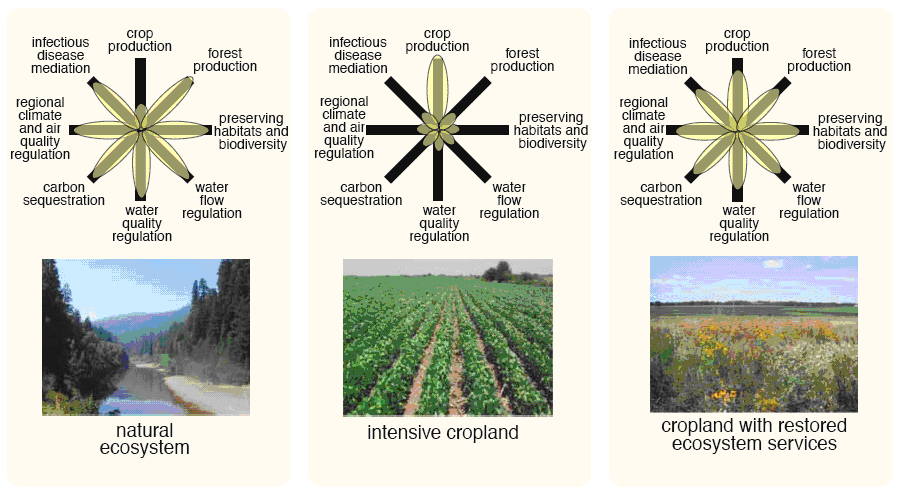 crop
production
infectious
disease
mediation
forest
production
regional
climate
and air
quality
regulation
preserving
habitats and
biodiversity
carbon
sequestration
water
flow
regulation
water
quality
regulation
natural
ecosystem
crop
production
infectious
disease
mediation
forest
production
regional
climate
and air
quality
regulation
preserving
habitats and
biodiversity
carbon
sequestration
water
flow
regulation
water
quality
regulation
intensive cropland
crop
production
infectious
disease
mediation
forest
production
regional
climate
and air
quality
regulation
preserving
habitats and
biodiversity
carbon
sequestration
water
flow
regulation
water
quality
regulation
cropland with restored
ecosystem services